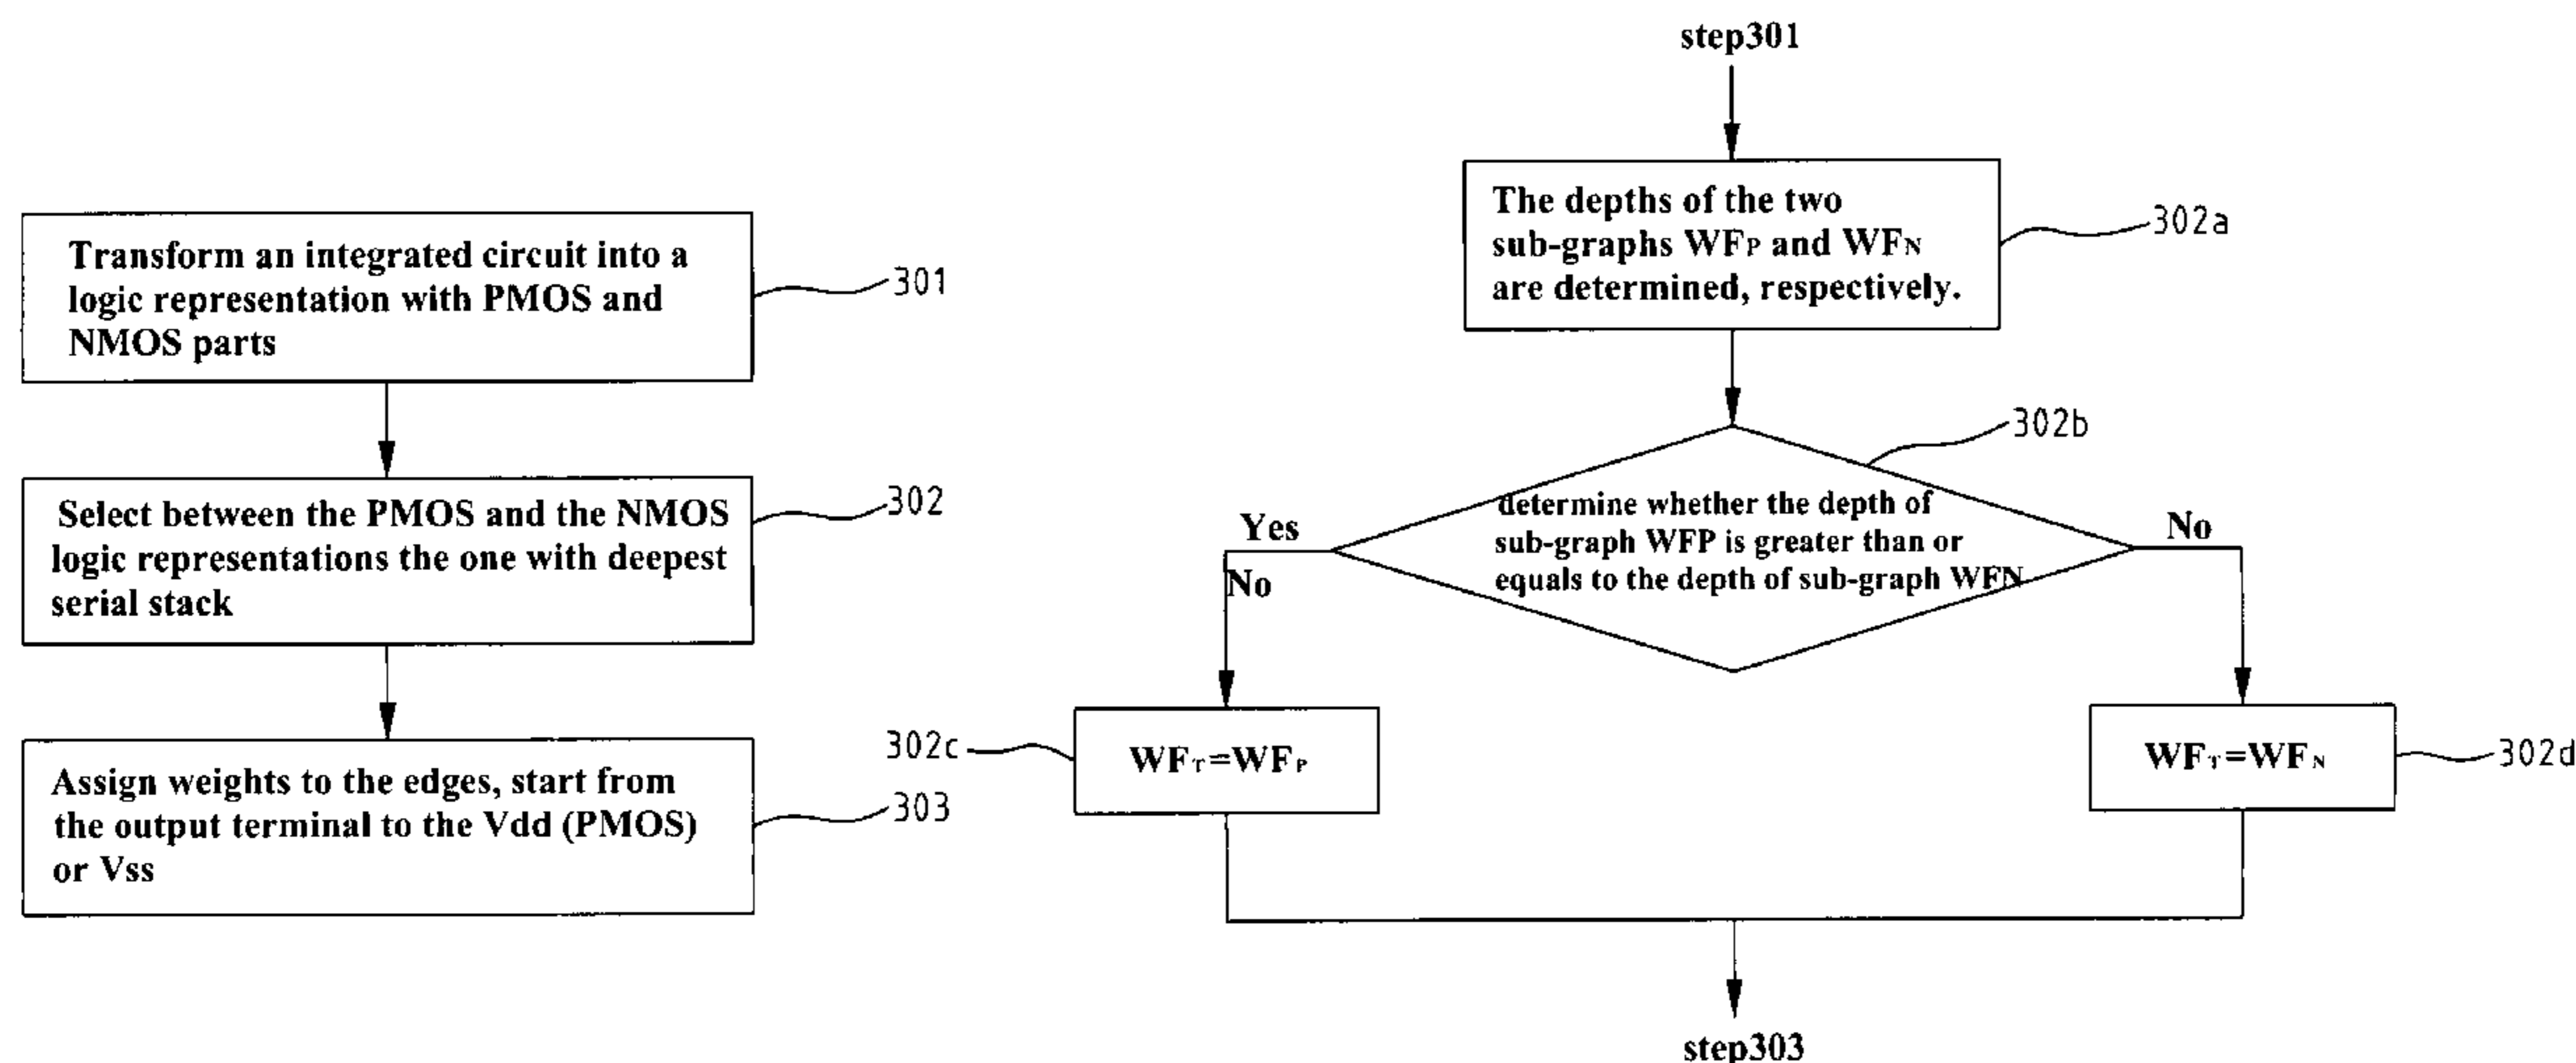 Transform an integrated circuit into a
logic representation with PMOS and
NMOS parts
301
Select between the PMOS and the NMOS
logic representations the one with deepest
serial stack
302
Assign weights to the edges, start from
the output terminal to the Vdd (PMOS)
or Vss
303
step301
The depths of the two
sub-graphs WFP and WFN
are determined, respectively.
302a
302b
determine whether the depth of
sub-graph WFP is greater than or
equals to the depth of sub-graph WFN
Yes
No
No
302c
WFT=WFP
WFT=WFN
302d
step303